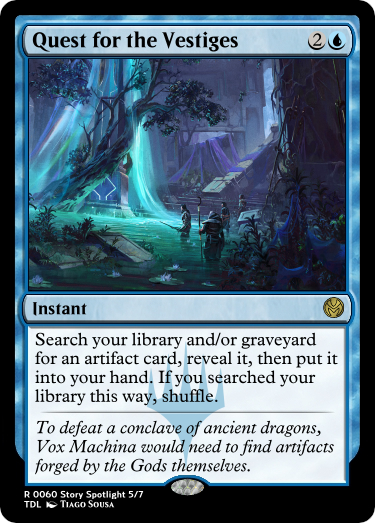 Quest for the Vestiges 2
Instant
Search your library and/or graveyard
for an artifact card, reveal it, then put it
into your hand. If you searched your
library this way, shuffle.
To defeat a conclave of ancient dragons,
Vox Machina would need to find artifacts
forged by the Gods themselves.
R 0060 Story Spotlight 5/7
TDL Tiago Sousa